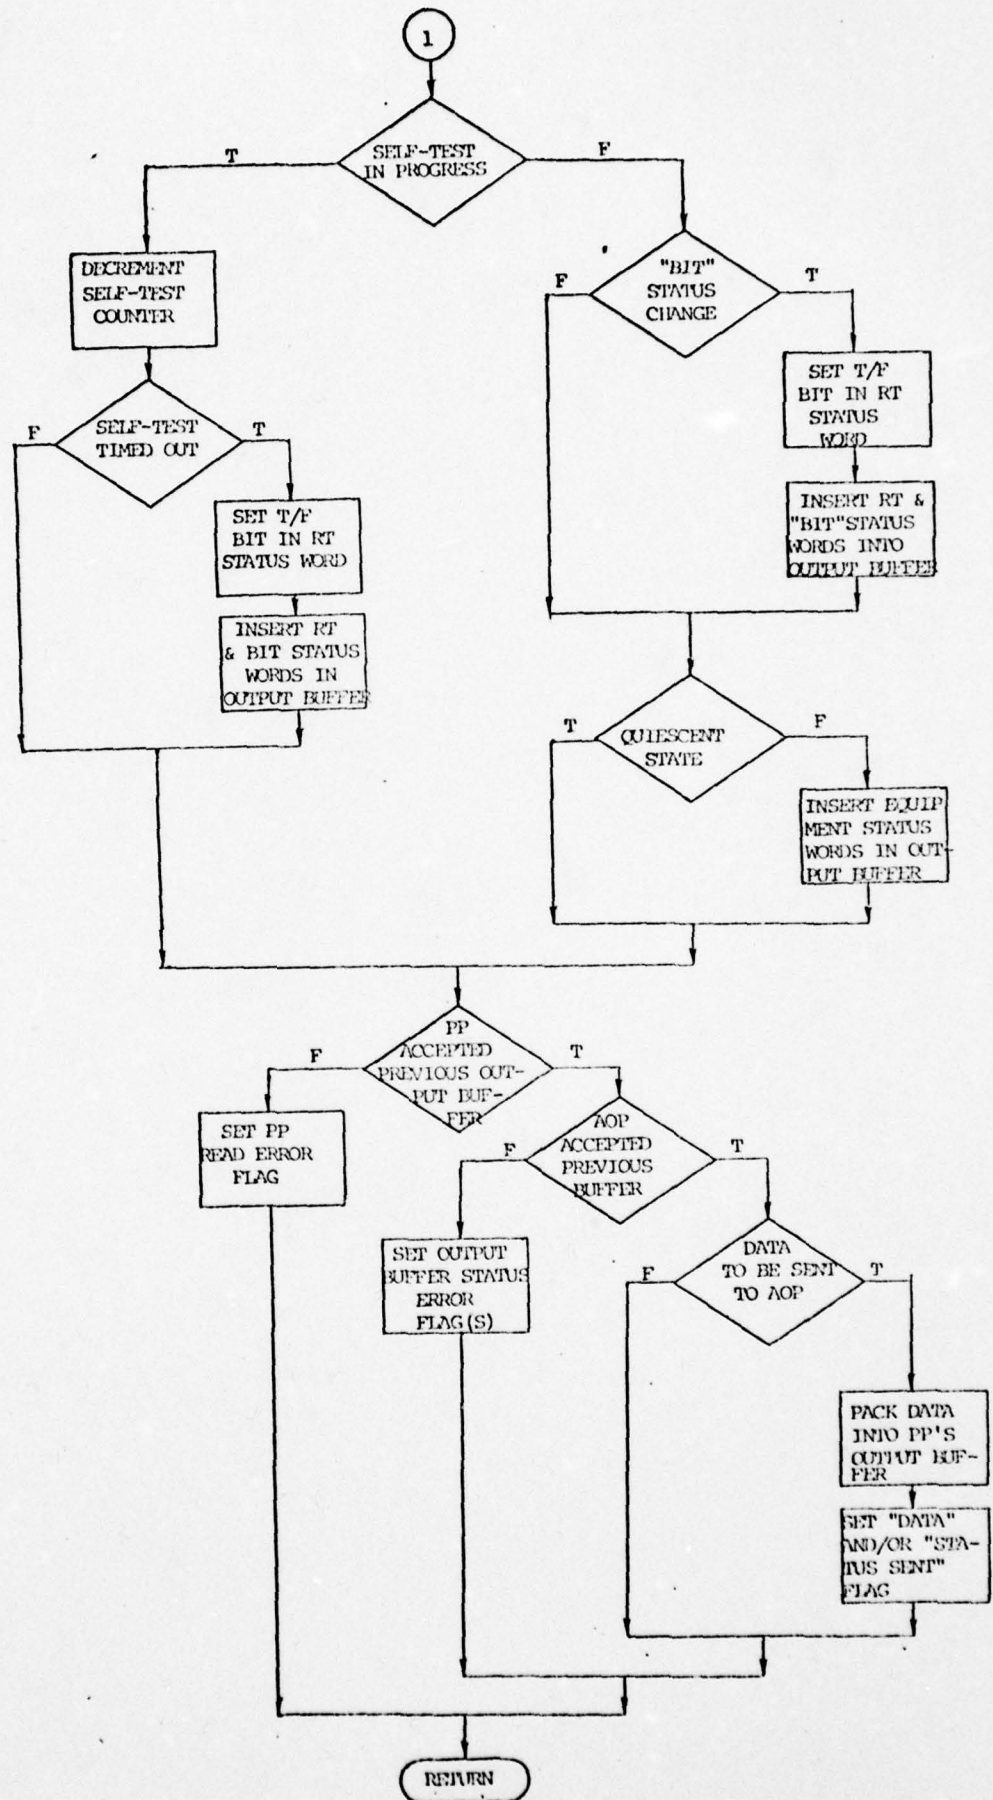 1
SELF-TEST
IN PROGRESS
T
F
DECREMENT
SELF-TEST
COUNTER
"BIT"
STATUS
CHANGE
F
T
SET T/F
BIT IN RT
STATUS
WORD
SELF-TEST
TIMED OUT
F
T
INSERT RT &
"BIT"STATUS
WORDS INTO
OUTPUT BUFFER
SET T/F
BIT IN RT
STATUS WORD
INSERT RT
& BIT STATUS
WORDS IN
OUTPUT BUFFER
QUIESCENT
STATE
T
F
INSERT EQUIP
MENT STATUS
WORDS IN OUT-
PUT BUFFER
PP
ACCEPTED
PREVIOUS OUT-
PUT BUF-
FER
F
T
SET PP
READ ERROR
FLAG
AOP
ACCEPTED
PREVIOUS
BUFFER
F
T
SET OUTPUT
BUFFER STATUS
ERROR
FLAG(S)
DATA
TO BE SENT
TO AOP
F
T
PACK DATA
INTO PP'S
OUTPUT BUF-
FER
SET "DATA"
AND/OR "STA-
TUS SENT"
FLAG
RETURN